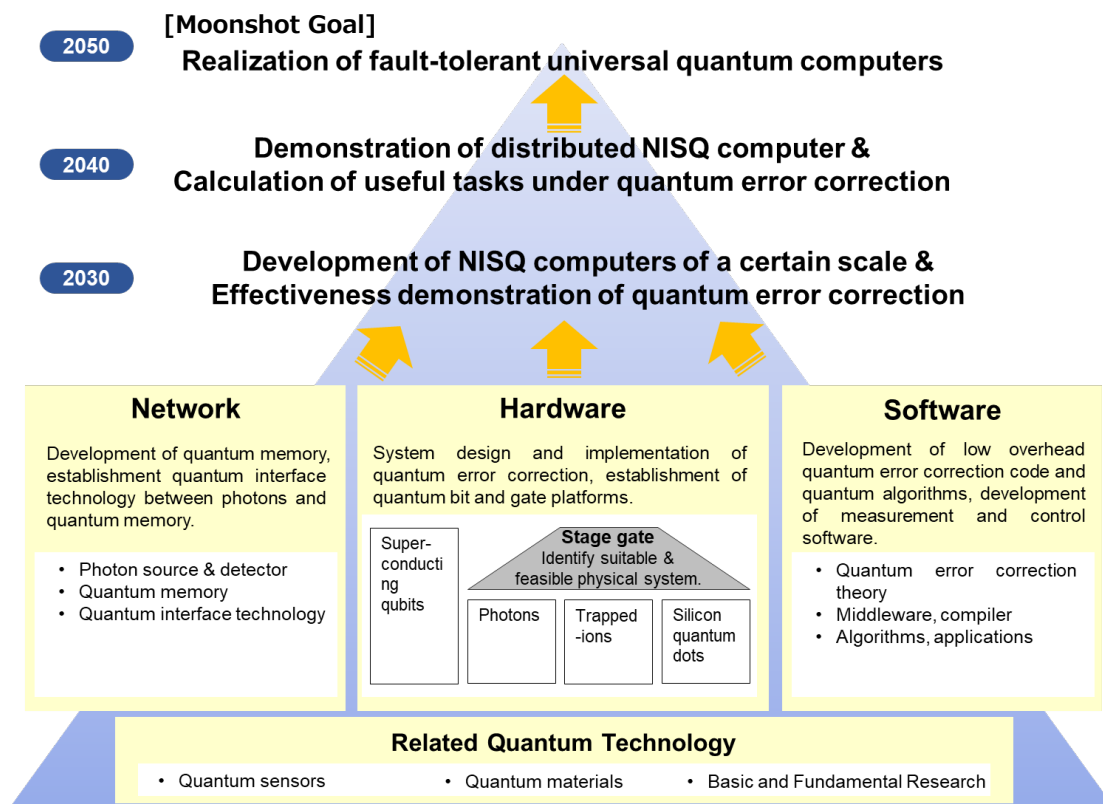 [Moonshot Goal]
2050
Realization of fault-tolerant universal quantum computers
2040
Demonstration of distributed NISQ computer &
Calculation of useful tasks under quantum error correction
2030
Development of NISQ computers of a certain scale &
Effectiveness demonstration of quantum error correction
Network
Development of quantum memory,
establishment quantum interface
technology between photons and
quantum memory.
• Photon source & detector
• Quantum memory
• Quantum interface technology
Hardware
System design and implementation of
quantum error correction, establishment of
quantum bit and gate platforms.
Super-
conducti
ng
qubits
Stage gate
Identify suitable &
feasible physical system.
Photons
Trapped
-ions
Silicon
quantum
dots
Software
Development of low overhead
quantum error correction code and
quantum algorithms, development
of measurement and control
software.
• Quantum error correction
theory
• Middleware, compiler
• Algorithms, applications
Related Quantum Technology
• Quantum sensors
• Quantum materials
• Basic and Fundamental Research